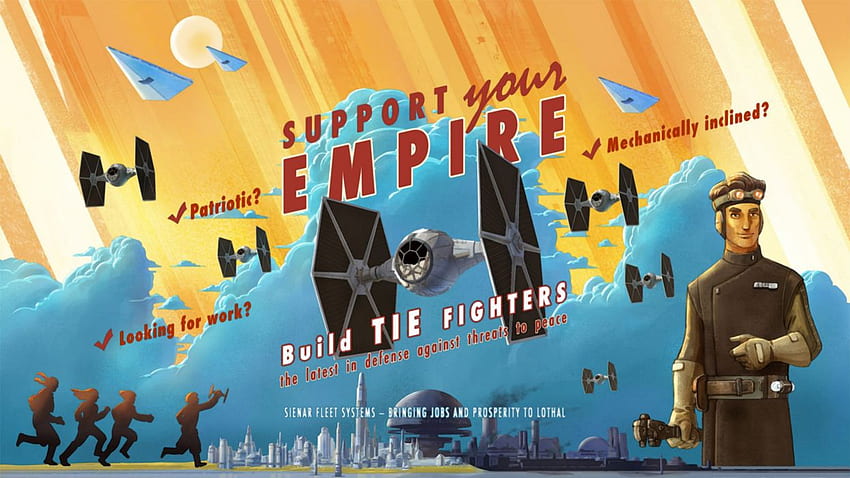 SUPPORT your
EMPIRE
Mechanically inclined?
Patriotic?
Looking for work?
Build TIE FIGHTERS
the latest in defense against threats to peace
SIENAR FLEET SYSTEMS – BRINGING JOBS AND PROSPERITY TO LOTHAL